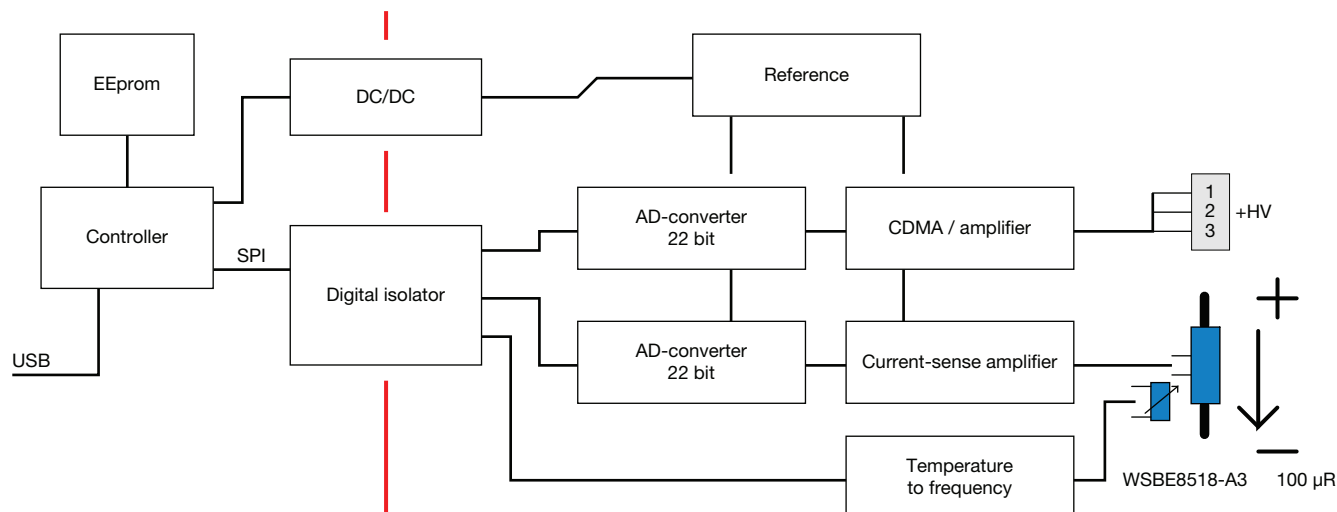 EEprom
DC/DC
Reference
Controller
SPI
Digital isolator
USB
AD-converter
22 bit
CDMA / amplifier
1
2
3
+HV
AD-converter
22 bit
Current-sense amplifier
Temperature
to frequency
+
−
WSBE8518-A3
100 µR